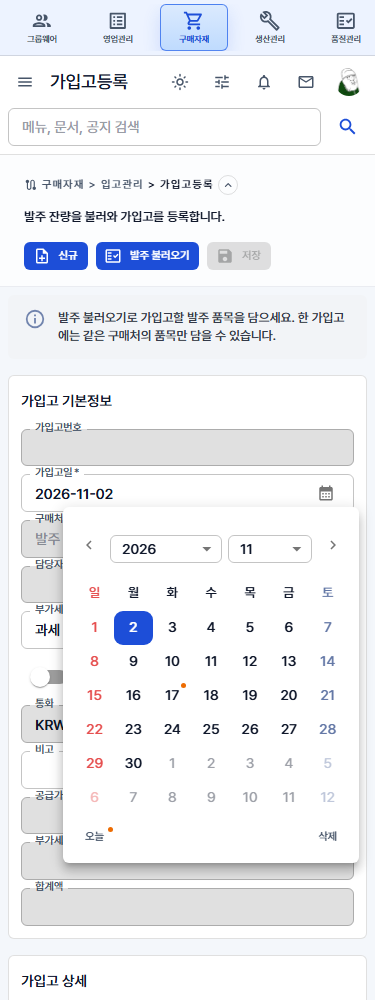 그룹웨어 영업관리 구매자재 생산관리 품질관리
가입고등록
메뉴, 문서, 공지 검색
구매자재 > 입고관리 > 가입고등록
발주 잔량을 불러와 가입고를 등록합니다.
신규 발주 불러오기 저장
발주 불러오기로 가입고할 발주 품목을 담으세요. 한 가입고
에는 같은 구매처의 품목만 담을 수 있습니다.
가입고 기본정보
가입고번호
가입고일 *
2026-11-02
구매처
발주
담당자
부가세
과세
통화
KRW
비고
공급가
부가세
합계액
2026 11
일 월 화 수 목 금 토
1 2 3 4 5 6 7
8 9 10 11 12 13 14
15 16 17 18 19 20 21
22 23 24 25 26 27 28
29 30 1 2 3 4 5
6 7 8 9 10 11 12
오늘 삭제
가입고 상세